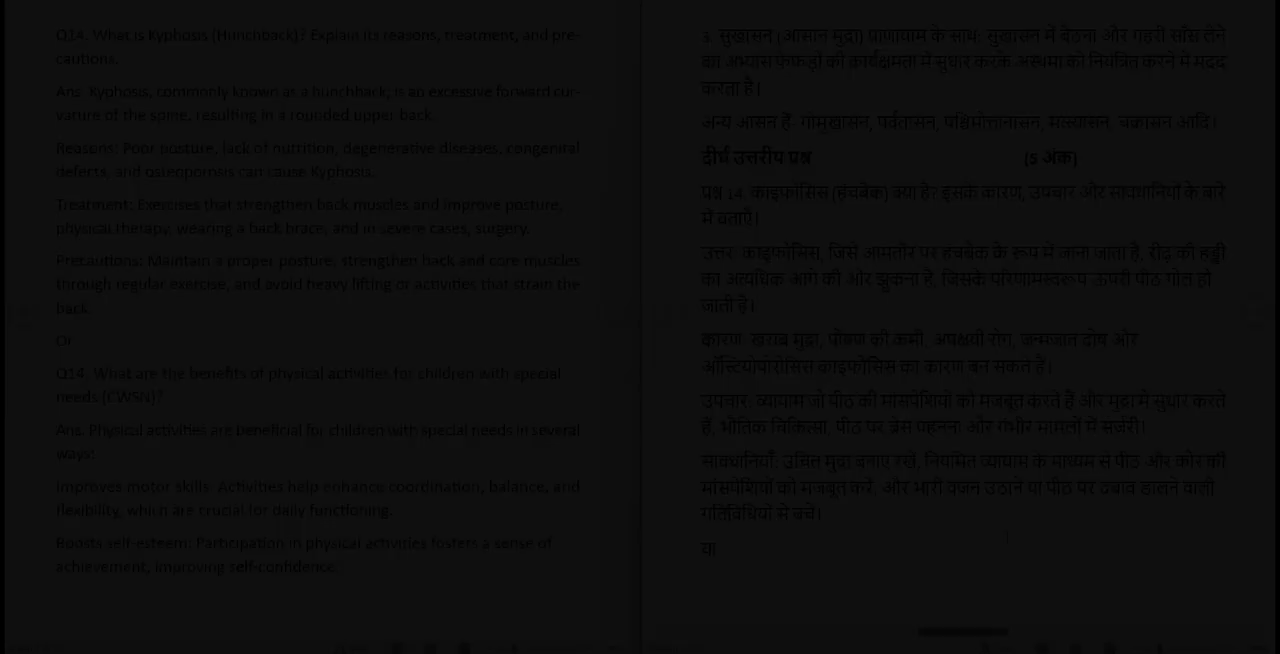 Q14. What is Kyphosis (Hunchback)? Explain its reasons, treatment, and pre-
cautions.
Ans. Kyphosis, commonly known as a hunchback, is an excessive forward cur-
vature of the spine, resulting in a rounded upper back.
Reasons: Poor posture, lack of nutrition, degenerative diseases, congenital
defects, and osteoporosis can cause Kyphosis.
Treatment: Exercises that strengthen back muscles and improve posture,
physical therapy, wearing a back brace, and in severe cases, surgery.
Precautions: Maintain a proper posture, strengthen back and core muscles
through regular exercise, and avoid heavy lifting or activities that strain the
back.
Or
Q14. What are the benefits of physical activities for children with special
needs (CWSN)?
Ans. Physical activities are beneficial for children with special needs in several
ways:
Improves motor skills: Activities help enhance coordination, balance, and
flexibility, which are crucial for daily functioning.
Boosts self-esteem: Participation in physical activities fosters a sense of
achievement, improving self-confidence.
3. सुखासन (आसान मुद्रा) प्राणायाम के साथ: सुखासन में बैठना और गहरी साँस लेने
का अभ्यास फेफड़ों की कार्यक्षमता में सुधार करके अस्थमा को नियंत्रित करने में मदद
करता है।
अन्य आसन हैं- गोमुखासन, पर्वतासन, पश्चिमोत्तानासन, मत्स्यासन, चक्रासन आदि।
दीर्घ उत्तरीय प्रश्न (5 अंक)
प्रश्न 14. काइफोसिस (हंचबैक) क्या है? इसके कारण, उपचार और सावधानियों के बारे
में बताएँ।
उत्तर. काइफोसिस, जिसे आमतौर पर हंचबैक के रूप में जाना जाता है, रीढ़ की हड्डी
का अत्यधिक आगे की ओर झुकना है, जिसके परिणामस्वरूप ऊपरी पीठ गोल हो
जाती है।
कारण: खराब मुद्रा, पोषण की कमी, अपक्षयी रोग, जन्मजात दोष और
ऑस्टियोपोरोसिस काइफोसिस का कारण बन सकते हैं।
उपचार: व्यायाम जो पीठ की मांसपेशियों को मजबूत करते हैं और मुद्रा में सुधार करते
हैं, भौतिक चिकित्सा, पीठ पर ब्रेस पहनना और गंभीर मामलों में सर्जरी।
सावधानियाँ: उचित मुद्रा बनाए रखें, नियमित व्यायाम के माध्यम से पीठ और कोर की
मांसपेशियों को मजबूत करें, और भारी वजन उठाने या पीठ पर दबाव डालने वाली
गतिविधियों से बचें।
या